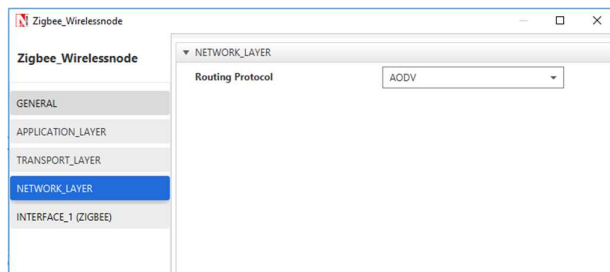 Zigbee_Wirelessnode
Zigbee_Wirelessnode
GENERAL
APPLICATION_LAYER
TRANSPORT_LAYER
NETWORK_LAYER
INTERFACE_1 (ZIGBEE)
NETWORK_LAYER
Routing Protocol AODV